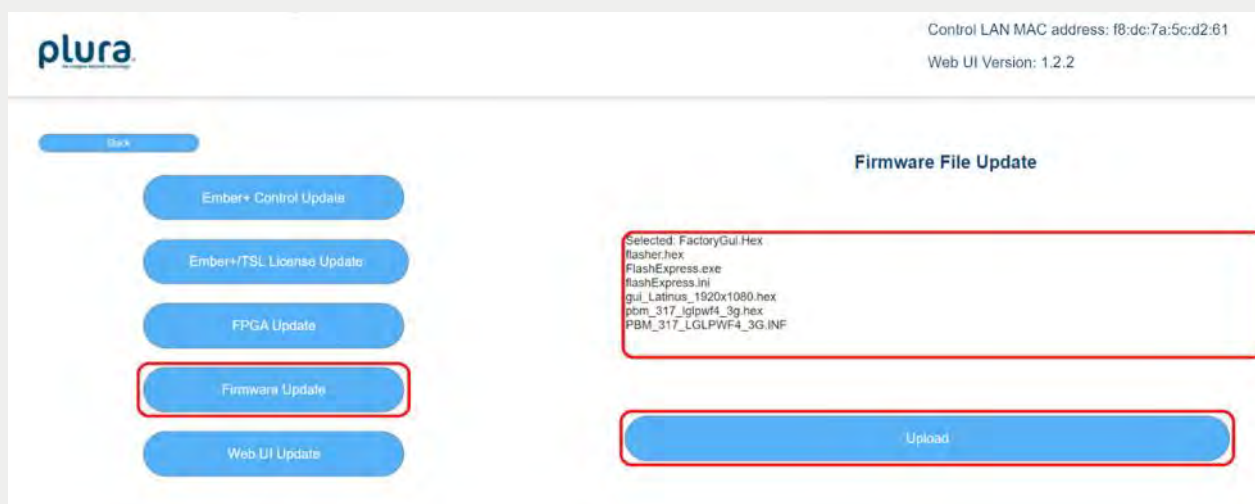 plura
Control LAN MAC address: f8:dc:7a:5c:d2:61
Web UI Version: 1.2.2
Back
Firmware File Update
Ember+ Control Update
Ember+/TSL License Update
FPGA Update
Firmware Update
Web UI Update
Selected: FactoryGui.Hex
flasher.hex
FlashExpress.exe
flashExpress.ini
gui_Latinus_1920x1080.hex
pbm_317_lglpwf4_3g.hex
PBM_317_LGLPWF4_3G.INF
Upload